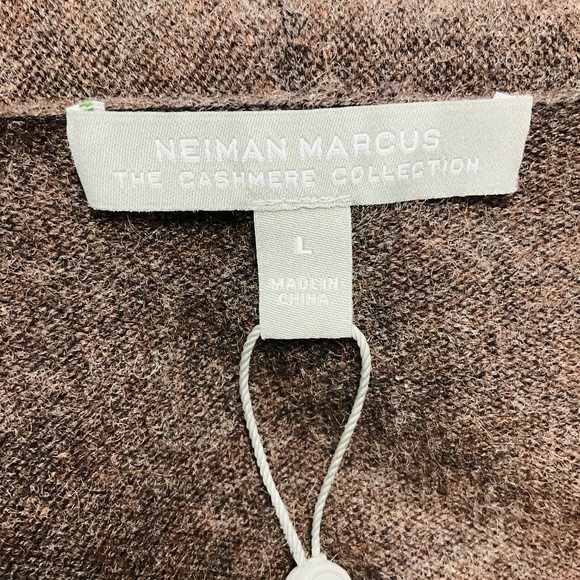 NEIMAN MARCUS
THE CASHMERE COLLECTION
L
MADE IN
CHINA